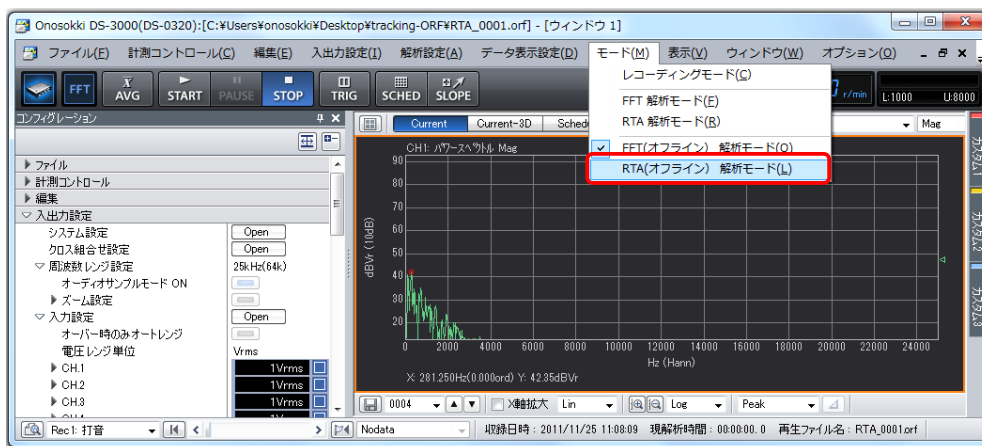 Onosokki DS-3000(DS-0320):[C:¥Users¥onosokki¥Desktop¥tracking-ORF¥RTA_0001.orf] - [ウィンドウ 1]
ファイル(F) 計測コントロール(C) 編集(E) 入出力設定(I) 解析設定(A) データ表示設定(D) モード(M) 表示(V) ウィンドウ(W) オプション(O)
FFT X AVG START PAUSE STOP TRIG SCHED SLOPE r/min L:1000 U:8000
レコーディングモード(C)
FFT 解析モード(F)
RTA 解析モード(R)
FFT(オフライン) 解析モード(O)
RTA(オフライン) 解析モード(L)
コンフィグレーション
Current Current-3D Mag
ファイル
計測コントロール
編集
入出力設定
システム設定 Open
クロス組合せ設定 Open
周波数レンジ設定 25kHz(64k)
オーディオサンプルモード ON
ズーム設定
入力設定 Open
オーバー時のみオートレンジ
電圧レンジ単位 Vrms
CH.1 1Vrms
CH.2 1Vrms
CH.3 1Vrms
CH1: パワースペクトル Mag
90
80
70
60
50
40
30
20
dBVr (10dB)
0 2000 4000 6000 8000 10000 12000 14000 16000 18000 20000 22000 24000
Hz (Hann)
X: 281.250Hz(0.000ord) Y: 42.35dBVr
カスタム1
カスタム2
カスタム3
0004 X軸拡大 Lin Log Peak
Rec1: 打音 Nodata 収録日時:2011/11/25 11:08:09 現解析時間:00:00:00. 0 再生ファイル名:RTA_0001.orf